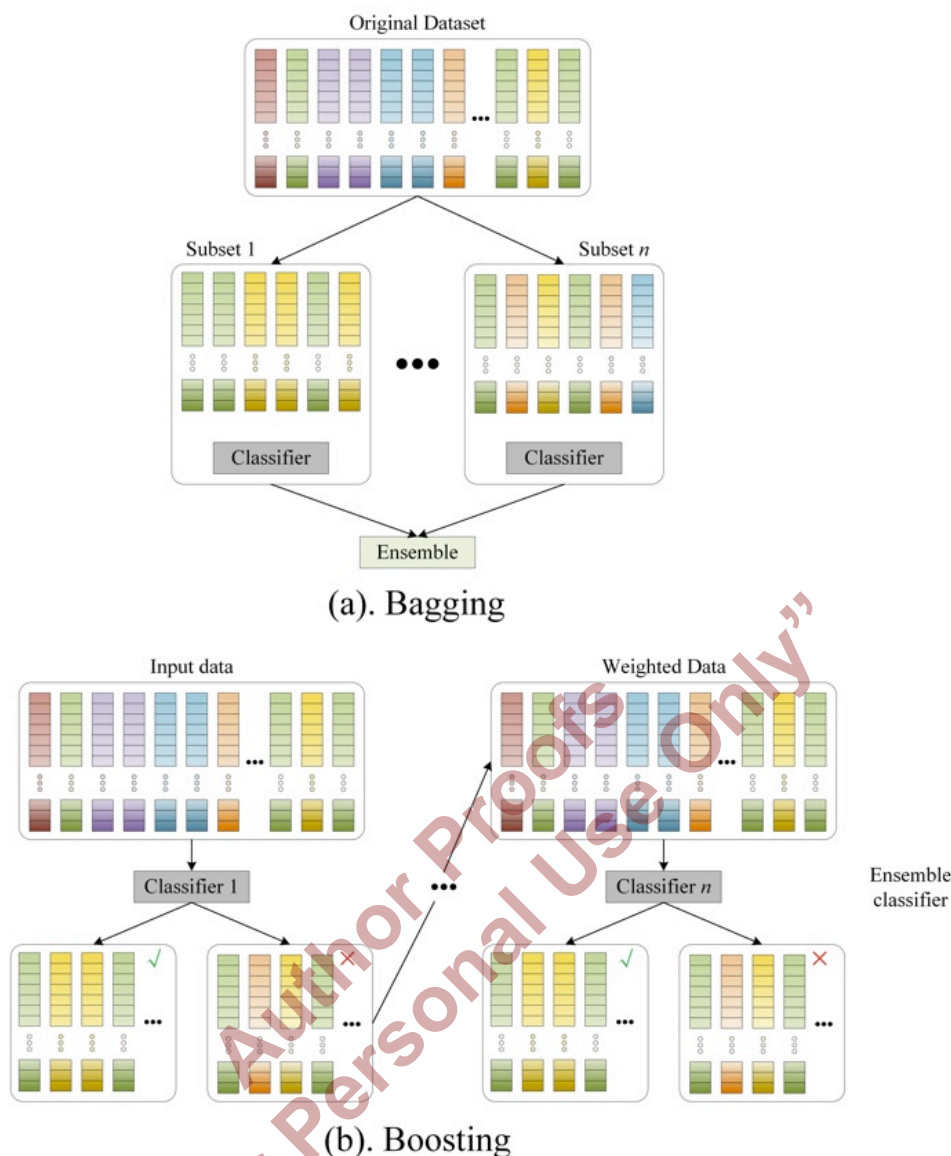 Original Dataset
Subset 1
Subset n
Classifier
Classifier
Ensemble
(a). Bagging
Input data
Weighted Data
Classifier 1
Classifier n
Ensemble
classifier
(b). Boosting
Author Proofs
Personal Use Only”